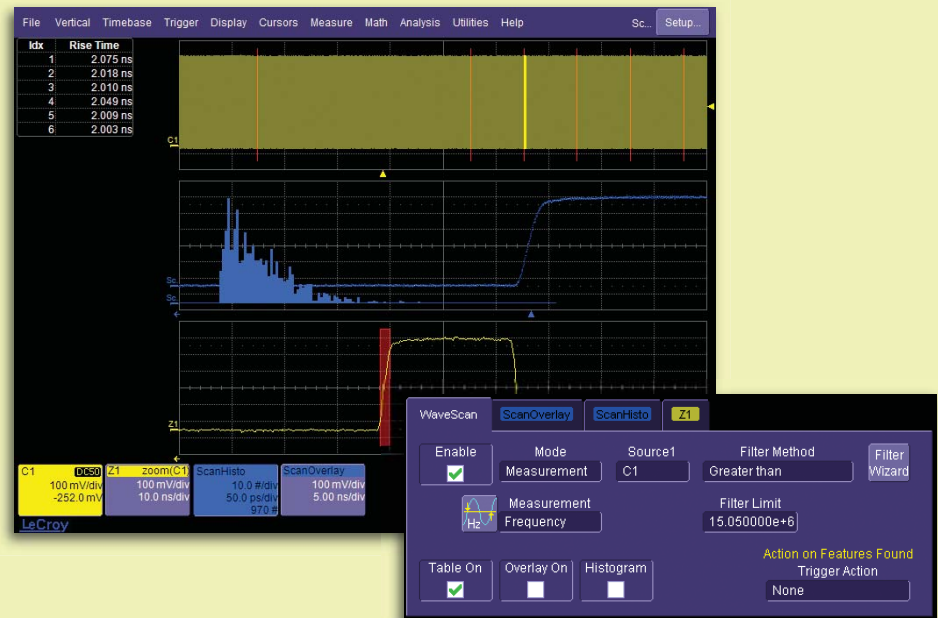 File Vertical Timebase Trigger Display Cursors Measure Math Analysis Utilities Help Sc... Setup...
Idx Rise Time
1 2.075 ns
2 2.018 ns
3 2.010 ns
4 2.049 ns
5 2.009 ns
6 2.003 ns
C1
Sc
Sc
Z1
C1 DC50 Z1 zoom(C1) ScanHisto ScanOverlay
100 mV/div 100 mV/div 10.0 #/div 100 mV/div
-252.0 mV 10.0 ns/div 50.0 ps/div 5.00 ns/div
970 #
LeCroy
WaveScan ScanOverlay ScanHisto Z1
Enable Mode Source1 Filter Method Filter
Measurement C1 Greater than Wizard
Measurement Filter Limit
Hz Frequency 15.050000e+6
Action on Features Found
Table On Overlay On Histogram Trigger Action
None